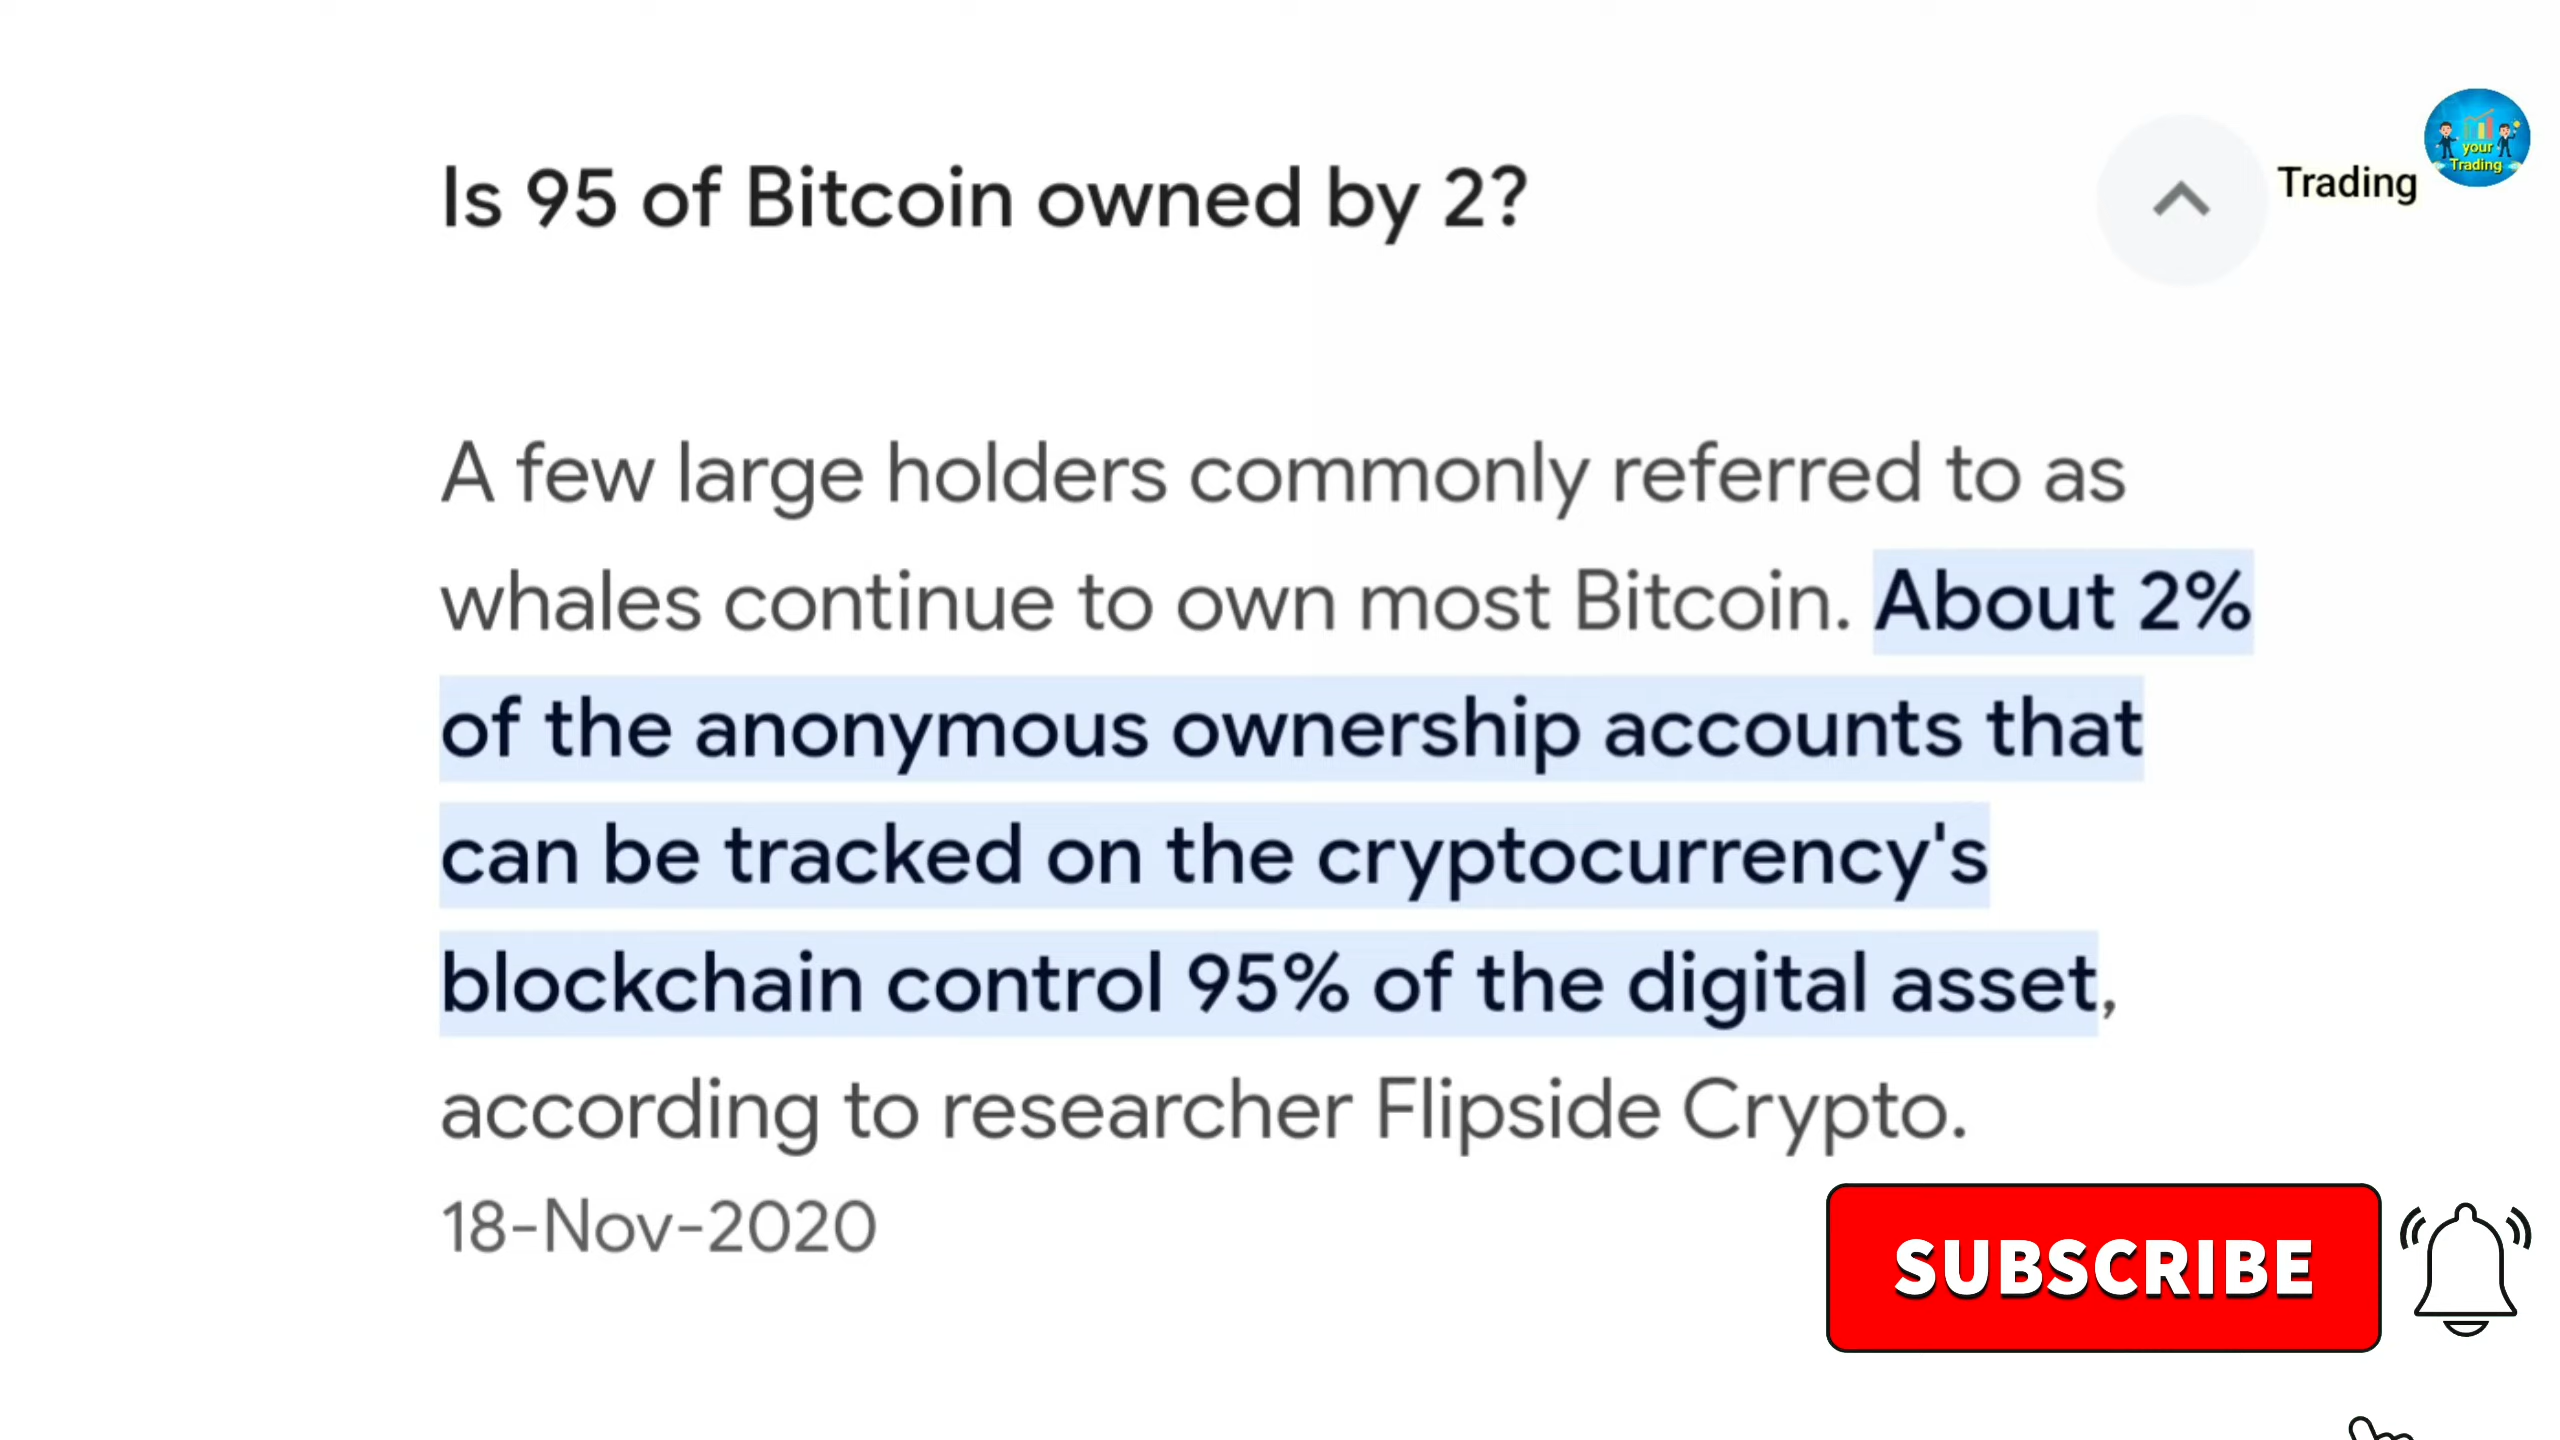 Is 95 of Bitcoin owned by 2?
Trading
your
Trading
A few large holders commonly referred to as
whales continue to own most Bitcoin. About 2%
of the anonymous ownership accounts that
can be tracked on the cryptocurrency's
blockchain control 95% of the digital asset,
according to researcher Flipside Crypto.
18-Nov-2020
SUBSCRIBE